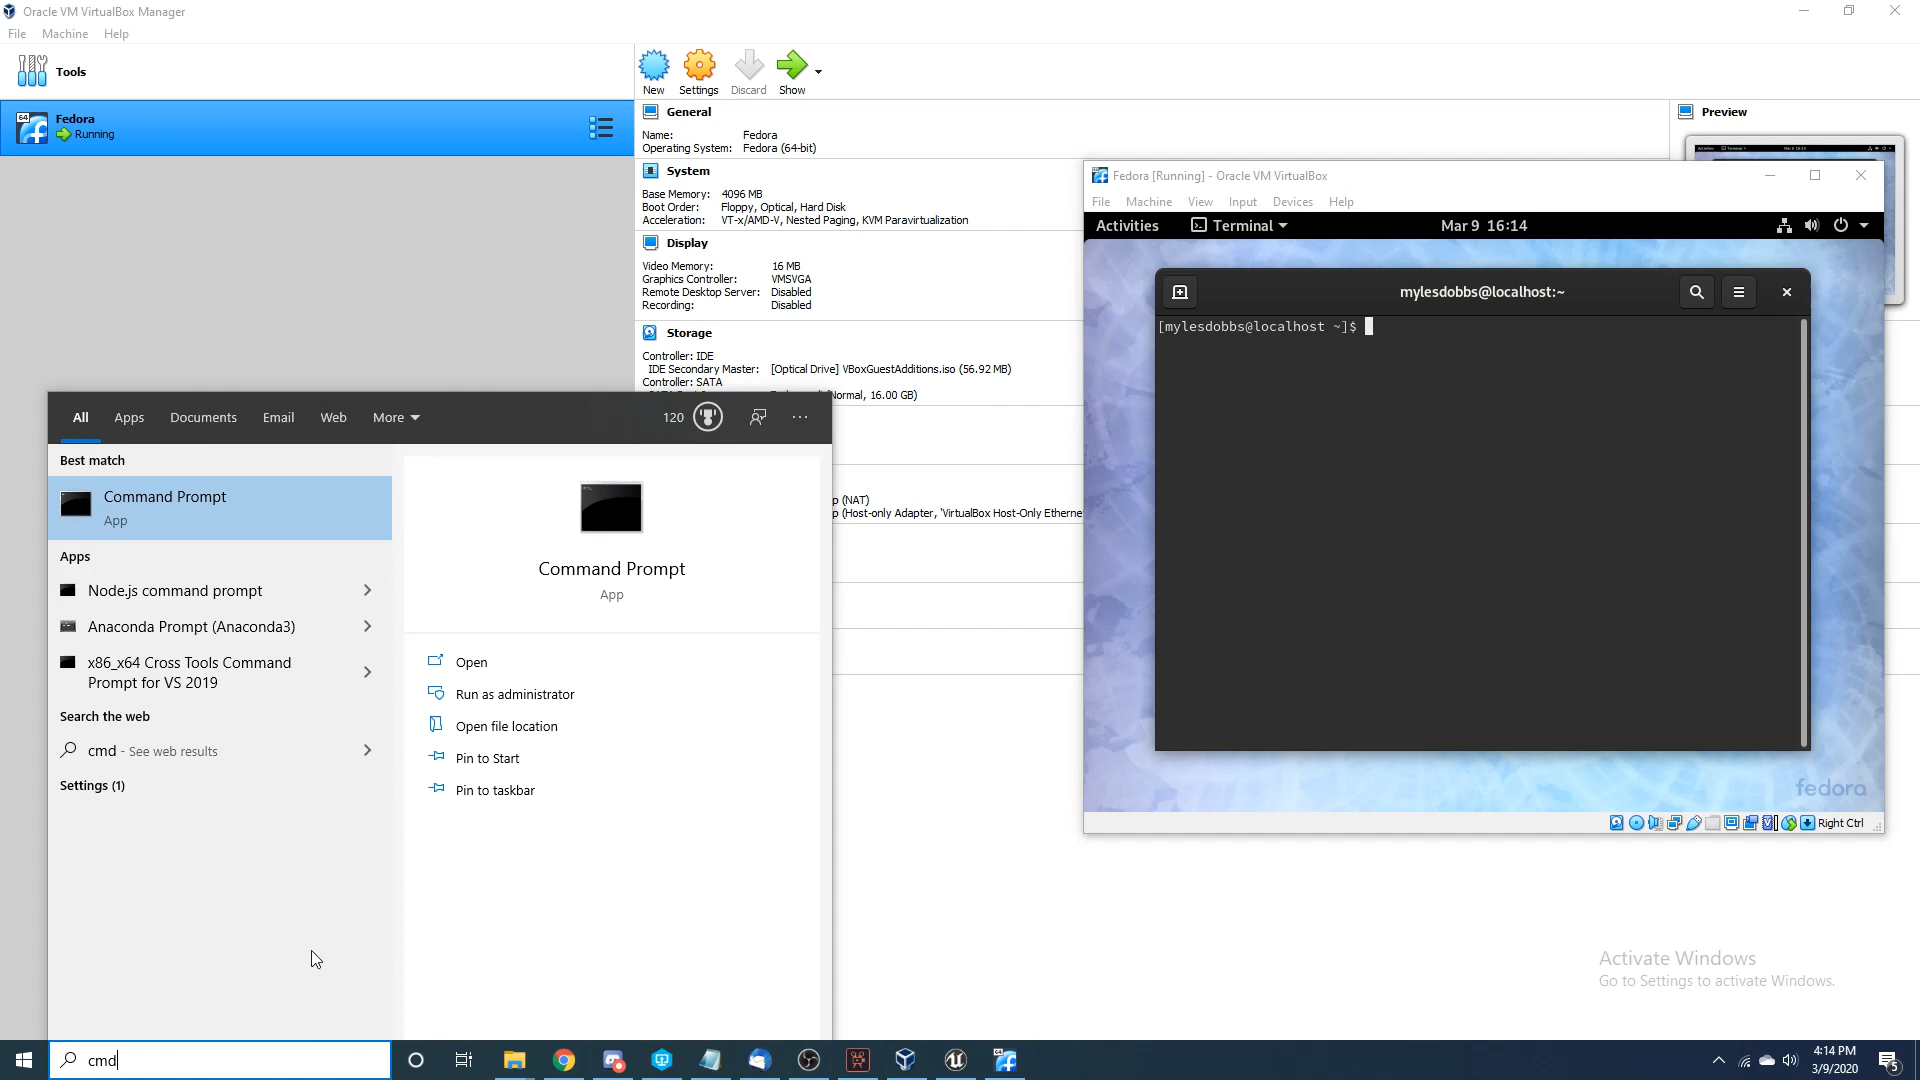 Oracle VM VirtualBox Manager
File Machine Help
Tools
New Settings Discard Show
64
Fedora
Running
General
Name: Fedora
Operating System: Fedora (64-bit)
System
Base Memory: 4096 MB
Boot Order: Floppy, Optical, Hard Disk
Acceleration: VT-x/AMD-V, Nested Paging, KVM Paravirtualization
Display
Video Memory: 16 MB
Graphics Controller: VMSVGA
Remote Desktop Server: Disabled
Recording: Disabled
Storage
Controller: IDE
IDE Secondary Master: [Optical Drive] VBoxGuestAdditions.iso (56.92 MB)
Controller: SATA
(Normal, 16.00 GB)
p (NAT)
p (Host-only Adapter, 'VirtualBox Host-Only Etherne
Preview
Fedora [Running] - Oracle VM VirtualBox
File Machine View Input Devices Help
Activities Terminal Mar 9 16:14
mylesdobbs@localhost:~
[mylesdobbs@localhost ~]$
fedora
Right Ctrl
All Apps Documents Email Web More 120
Best match
Command Prompt
App
Apps
Node.js command prompt
Anaconda Prompt (Anaconda3)
x86_x64 Cross Tools Command
Prompt for VS 2019
Search the web
cmd - See web results
Settings (1)
Command Prompt
App
Open
Run as administrator
Open file location
Pin to Start
Pin to taskbar
Activate Windows
Go to Settings to activate Windows.
cmd
4:14 PM
3/9/2020
5